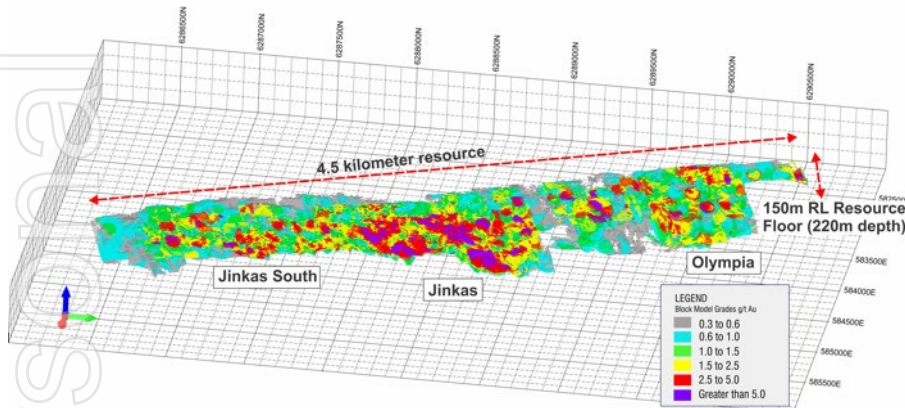 6286500N
6287000N
6287500N
6288000N
6288500N
6289000N
6289500N
6290000N
6290500N
4.5 kilometer resource
150m RL Resource
Floor (220m depth)
583500E
584000E
584500E
585000E
585500E
Jinkas South
Jinkas
Olympia
LEGEND
Block Model Grades g/t Au
0.3 to 0.6
0.6 to 1.0
1.0 to 1.5
1.5 to 2.5
2.5 to 5.0
Greater than 5.0